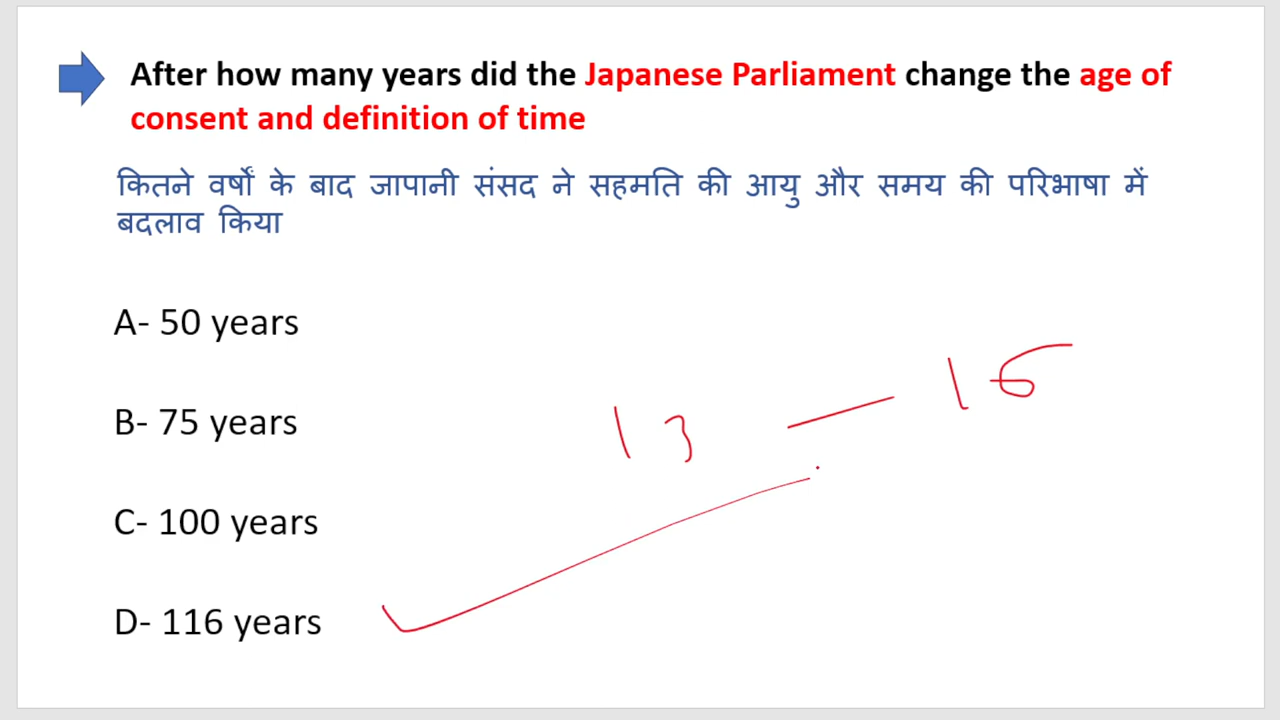 After how many years did the Japanese Parliament change the age of
consent and definition of time
कितने वर्षों के बाद जापानी संसद ने सहमति की आयु और समय की परिभाषा में
बदलाव किया
A- 50 years
13 — 16
B- 75 years
C- 100 years
D- 116 years